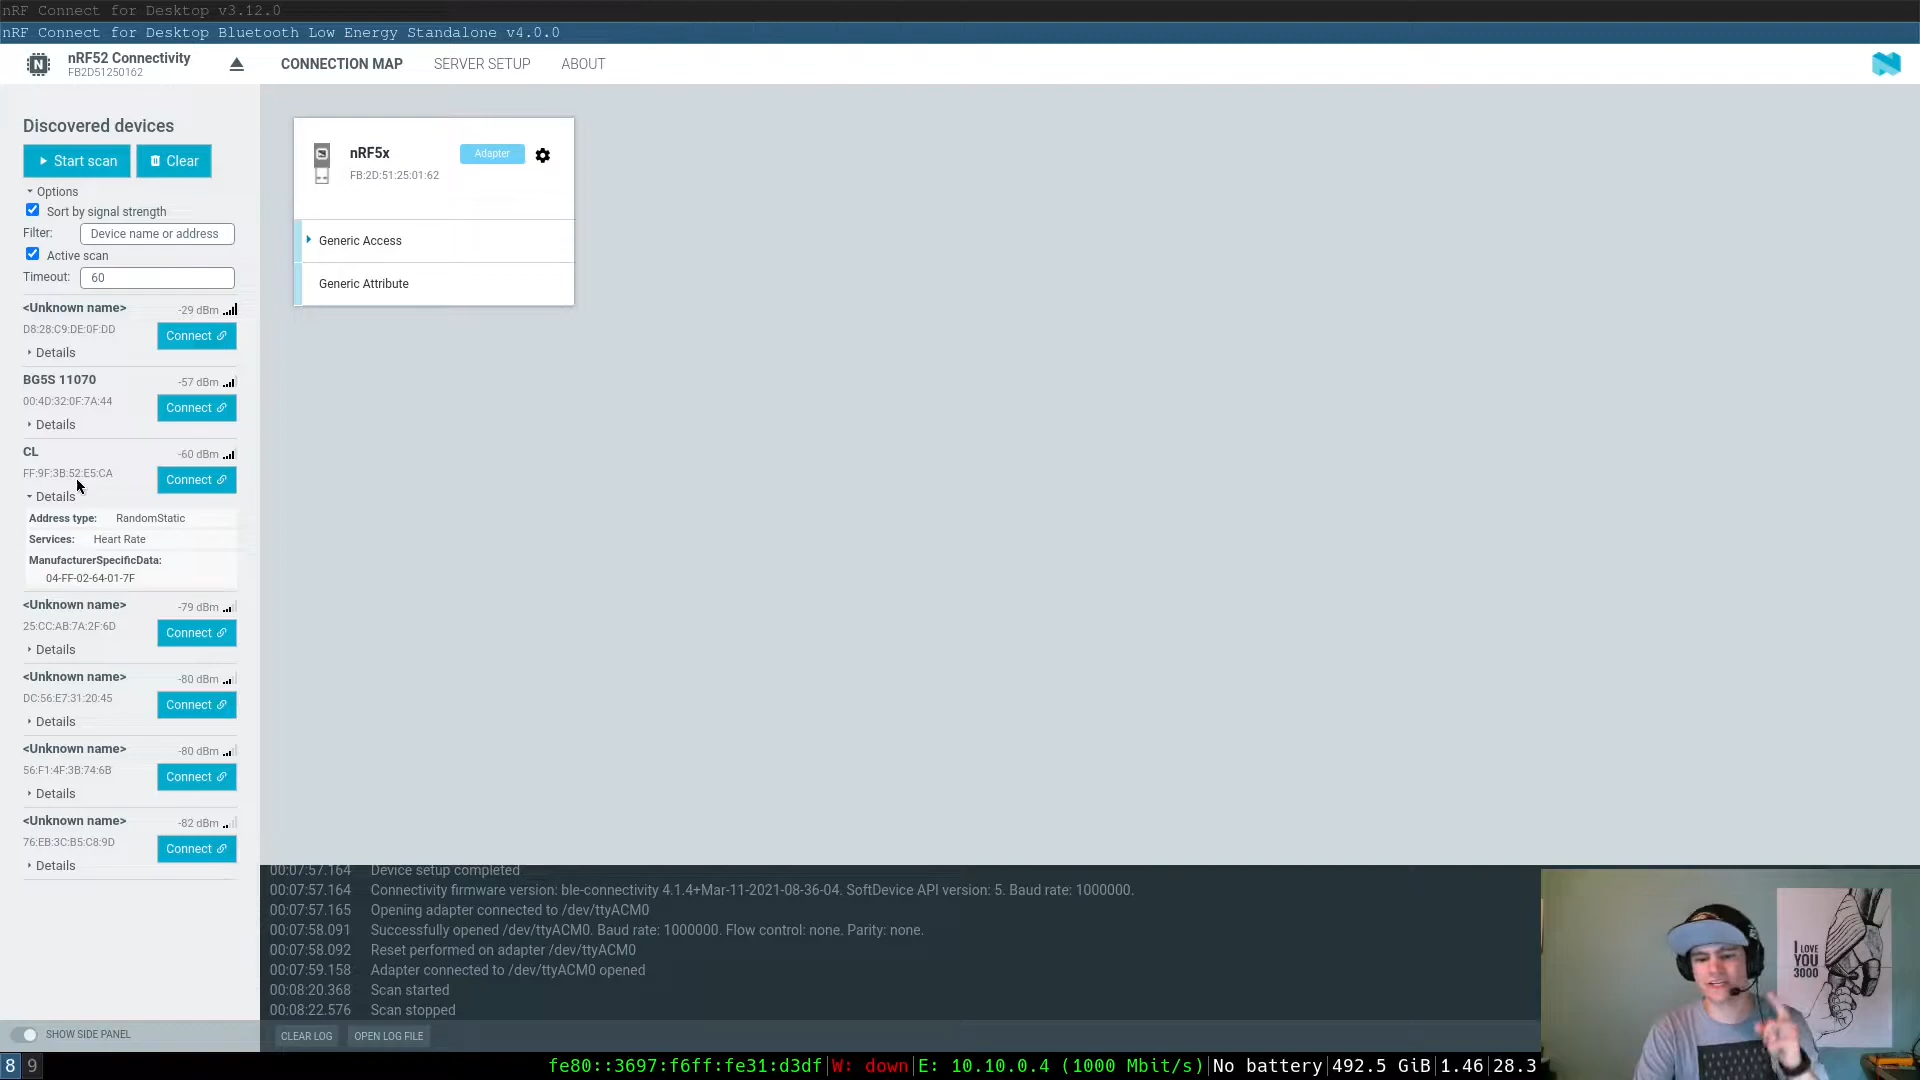 nRF Connect for Desktop v3.12.0
nRF Connect for Desktop Bluetooth Low Energy Standalone v4.0.0
nRF52 Connectivity
FB2D51250162
CONNECTION MAP
SERVER SETUP
ABOUT
Discovered devices
Start scan
Clear
Options
Sort by signal strength
Filter:
Device name or address
Active scan
Timeout:
60
<Unknown name>
-29 dBm
D8:28:C9:DE:0F:DD
Connect
Details
BG5S 11070
-57 dBm
00:4D:32:0F:7A:44
Connect
Details
CL
-60 dBm
FF:9F:3B:52:E5:CA
Connect
Details
Address type: RandomStatic
Services: Heart Rate
ManufacturerSpecificData:
04-FF-02-64-01-7F
<Unknown name>
-79 dBm
25:CC:AB:7A:2F:6D
Connect
Details
<Unknown name>
-80 dBm
DC:56:E7:31:20:45
Connect
Details
<Unknown name>
-80 dBm
56:F1:4F:3B:74:6B
Connect
Details
<Unknown name>
-82 dBm
76:EB:3C:B5:C8:9D
Connect
Details
SHOW SIDE PANEL
nRF5x
Adapter
FB:2D:51:25:01:62
Generic Access
Generic Attribute
00:07:57.164 Device setup completed
00:07:57.164 Connectivity firmware version: ble-connectivity 4.1.4+Mar-11-2021-08-36-04. SoftDevice API version: 5. Baud rate: 1000000.
00:07:57.165 Opening adapter connected to /dev/ttyACM0
00:07:58.091 Successfully opened /dev/ttyACM0. Baud rate: 1000000. Flow control: none. Parity: none.
00:07:58.092 Reset performed on adapter /dev/ttyACM0
00:07:59.158 Adapter connected to /dev/ttyACM0 opened
00:08:20.368 Scan started
00:08:22.576 Scan stopped
CLEAR LOG
OPEN LOG FILE
I LOVE
YOU
3000
8 9
fe80::3697:f6ff:fe31:d3df|W: down|E: 10.10.0.4 (1000 Mbit/s)|No battery|492.5 GiB|1.46|28.3